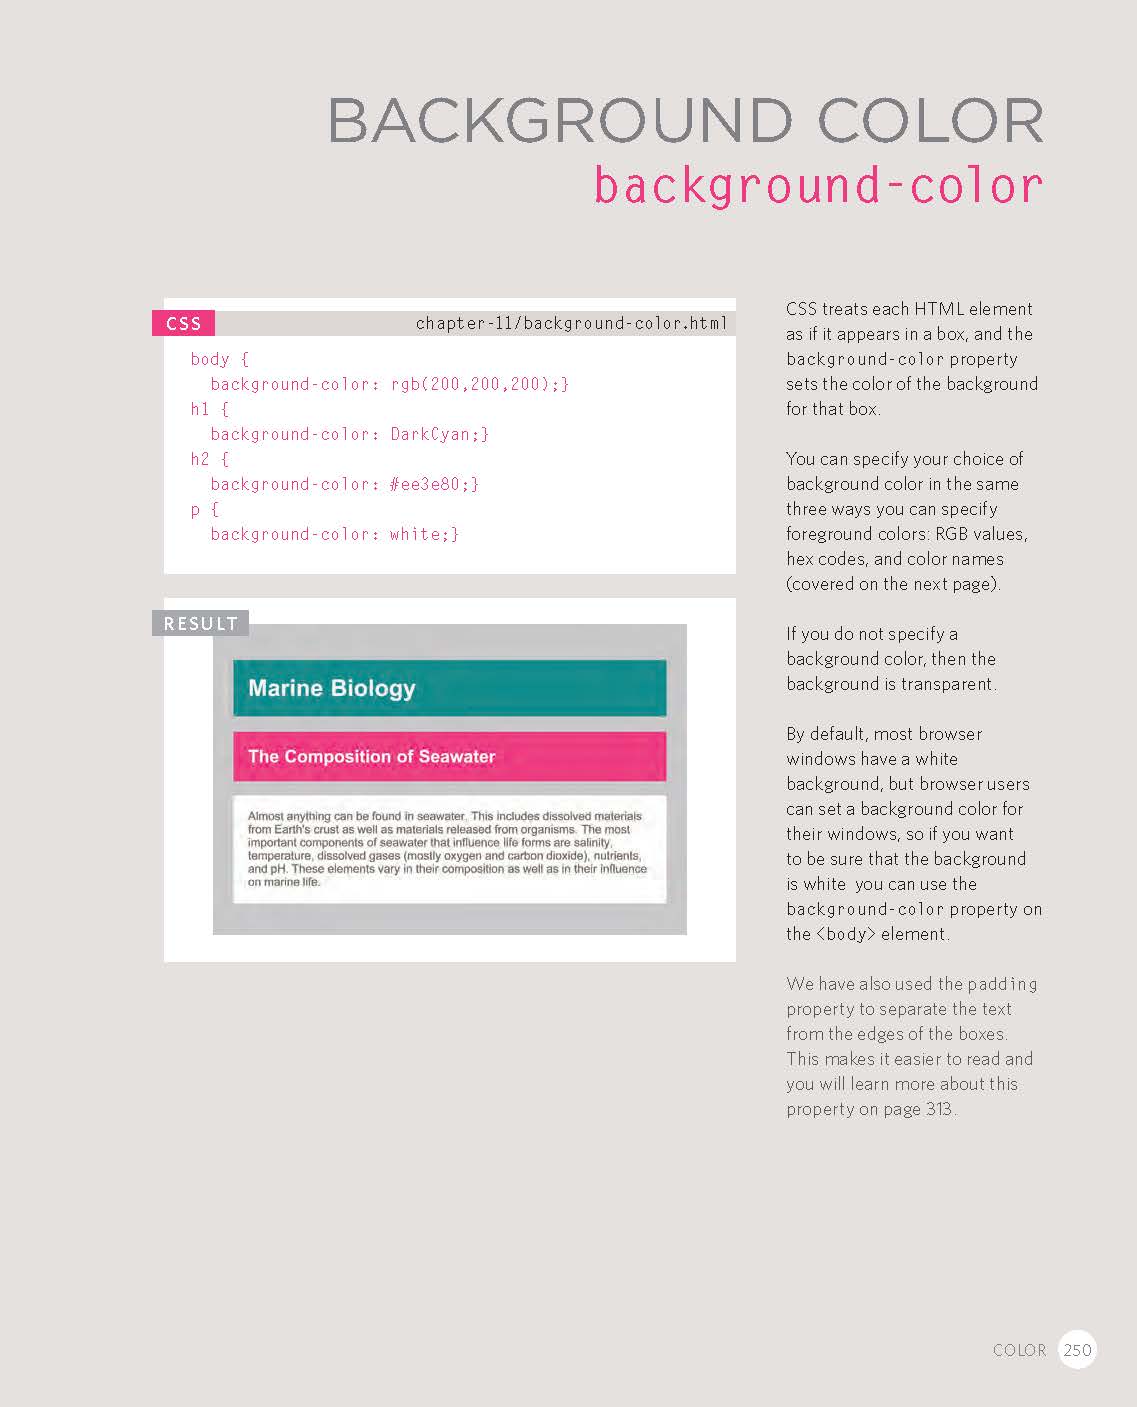 BACKGROUND COLOR
background-color
CSS
chapter-11/background-color.html
body {
  background-color: rgb(200,200,200);}
h1 {
  background-color: DarkCyan;}
h2 {
  background-color: #ee3e80;}
p {
  background-color: white;}
RESULT
Marine Biology
The Composition of Seawater
Almost anything can be found in seawater. This includes dissolved materials
from Earth's crust as well as materials released from organisms. The most
important components of seawater that influence life forms are salinity,
temperature, dissolved gases (mostly oxygen and carbon dioxide), nutrients,
and pH. These elements vary in their composition as well as in their influence
on marine life.
CSS treats each HTML element
as if it appears in a box, and the
background-color property
sets the color of the background
for that box.
You can specify your choice of
background color in the same
three ways you can specify
foreground colors: RGB values,
hex codes, and color names
(covered on the next page).
If you do not specify a
background color, then the
background is transparent.
By default, most browser
windows have a white
background, but browser users
can set a background color for
their windows, so if you want
to be sure that the background
is white  you can use the
background-color property on
the <body> element.
We have also used the padding
property to separate the text
from the edges of the boxes.
This makes it easier to read and
you will learn more about this
property on page 313.
COLOR 250